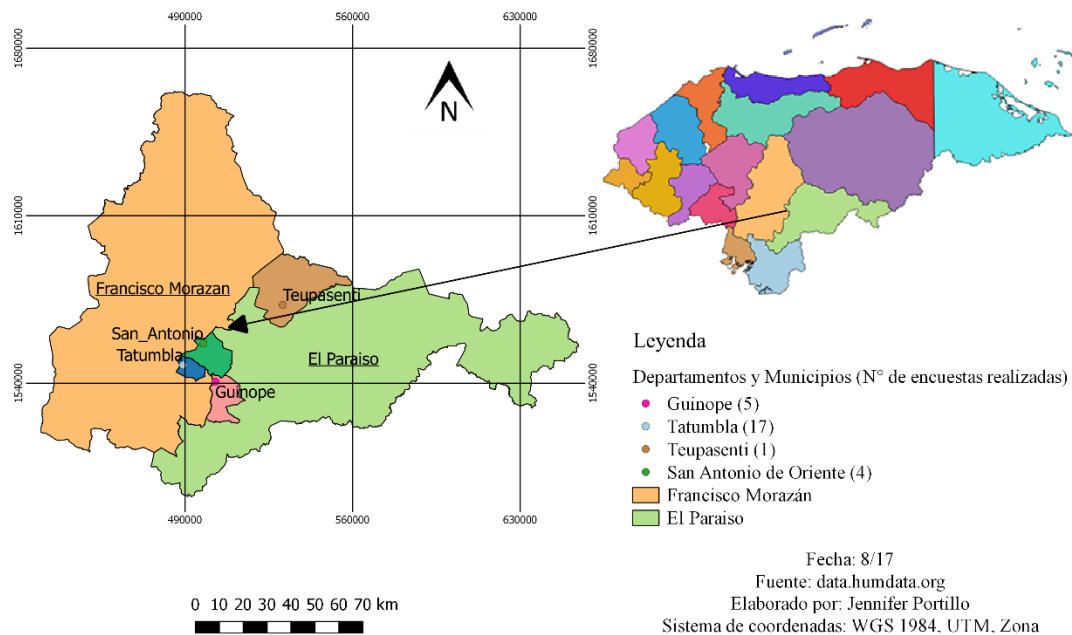 490000
560000
630000
1680000
1680000
N
1610000
1610000
Francisco Morazan
Teupasenti
San_Antonio
Tatumbla
El Paraiso
Guinope
1540000
1540000
490000
560000
630000
0 10 20 30 40 50 60 70 km
Leyenda
Departamentos y Municipios (N° de encuestas realizadas)
Guinope (5)
Tatumbla (17)
Teupasenti (1)
San Antonio de Oriente (4)
Francisco Morazán
El Paraiso
Fecha: 8/17
Fuente: data.humdata.org
Elaborado por: Jennifer Portillo
Sistema de coordenadas: WGS 1984, UTM, Zona